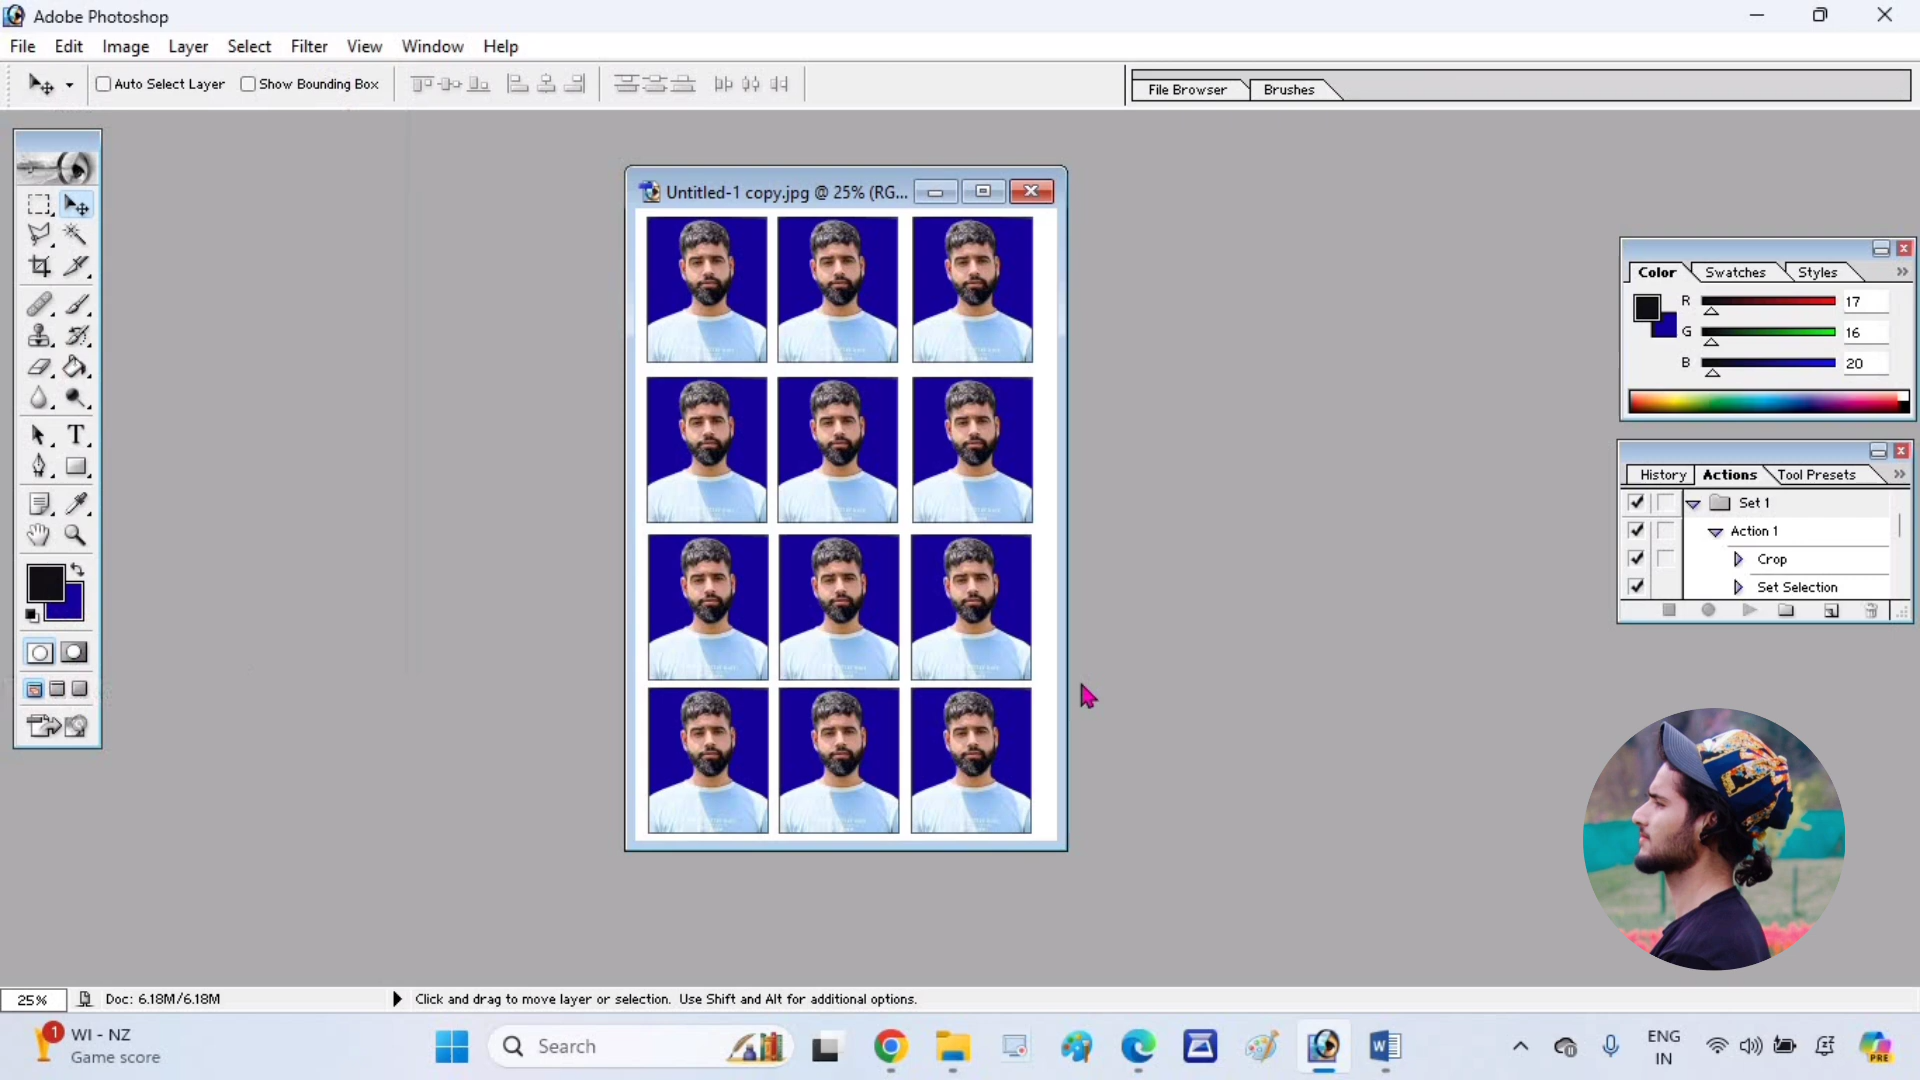 Adobe Photoshop
File Edit Image Layer Select Filter View Window Help
Auto Select Layer Show Bounding Box
File Browser Brushes
Untitled-1 copy.jpg @ 25% (RG...
Color Swatches Styles
R 17
G 16
B 20
History Actions Tool Presets
Set 1
Action 1
Crop
Set Selection
25% Doc: 6.18M/6.18M Click and drag to move layer or selection. Use Shift and Alt for additional options.
1 WI - NZ
Game score
Search
ENG
IN
PRE